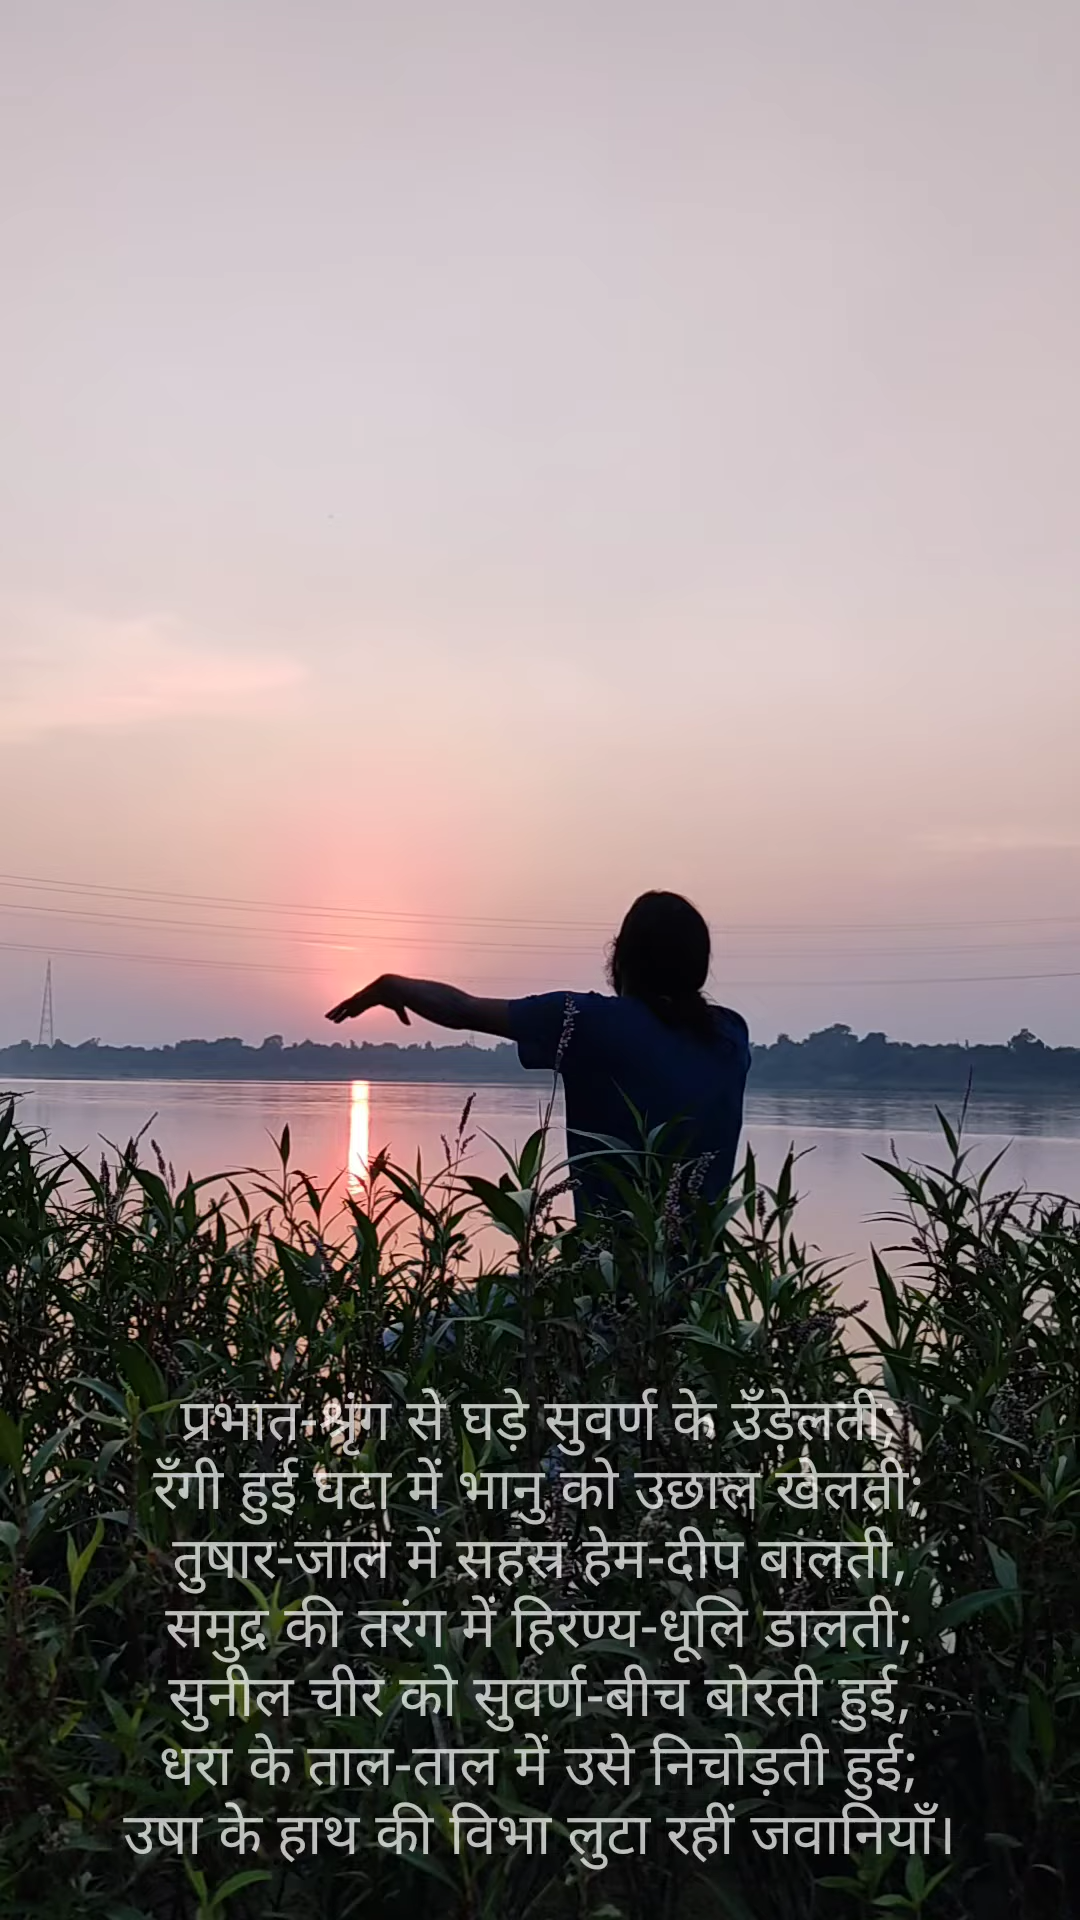 प्रभात-श्रृंग से घड़े सुवर्ण के उँड़ेलती;
रँगी हुई घटा में भानु को उछाल खेलती;
तुषार-जाल में सहस्र हेम-दीप बालती,
समुद्र की तरंग में हिरण्य-धूलि डालती;
सुनील चीर को सुवर्ण-बीच बोरती हुई,
धरा के ताल-ताल में उसे निचोड़ती हुई;
उषा के हाथ की विभा लुटा रहीं जवानियाँ।